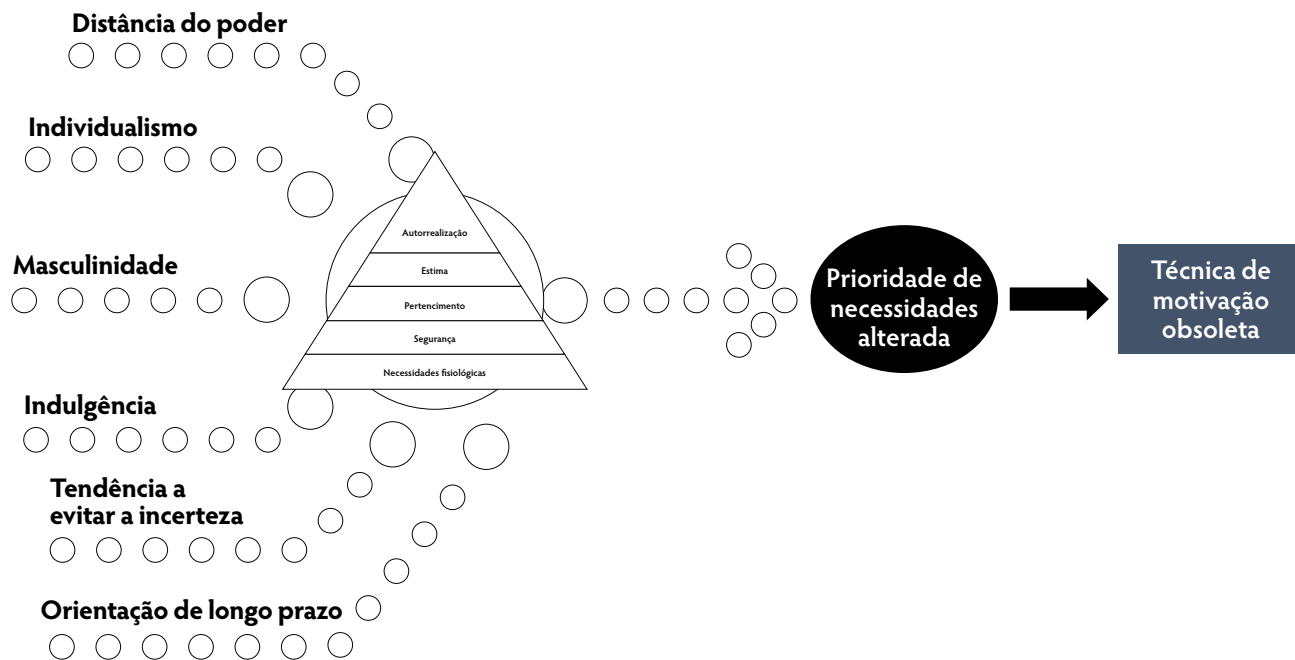 Distância do poder
Individualismo
Masculinidade
Indulgência
Tendência a
evitar a incerteza
Orientação de longo prazo
Autorrealização
Estima
Pertencimento
Segurança
Necessidades fisiológicas
Prioridade de
necessidades
alterada
Técnica de
motivação
obsoleta